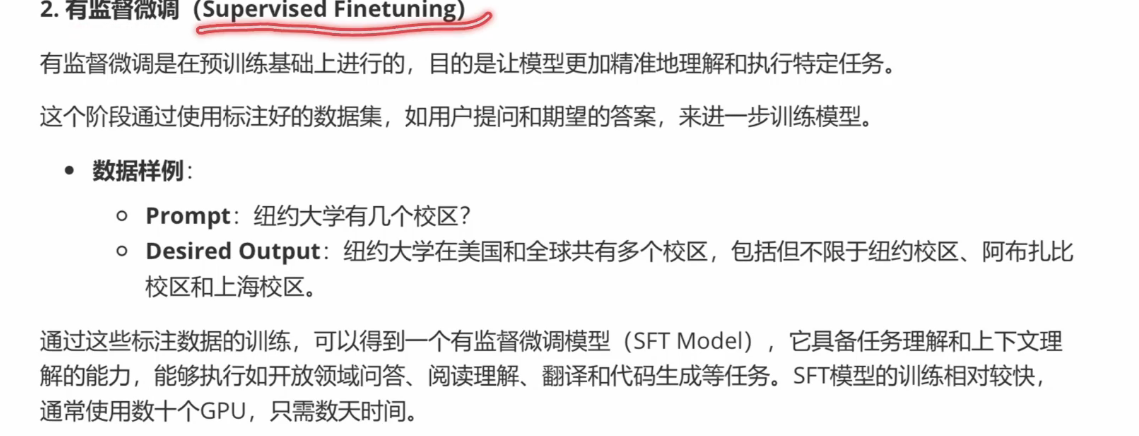 2. 有监督微调（Supervised Finetuning）
有监督微调是在预训练基础上进行的，目的是让模型更加精准地理解和执行特定任务。
这个阶段通过使用标注好的数据集，如用户提问和期望的答案，来进一步训练模型。
• 数据样例：
◦ Prompt：纽约大学有几个校区？
◦ Desired Output：纽约大学在美国和全球共有多个校区，包括但不限于纽约校区、阿布扎比
校区和上海校区。
通过这些标注数据的训练，可以得到一个有监督微调模型（SFT Model），它具备任务理解和上下文理
解的能力，能够执行如开放领域问答、阅读理解、翻译和代码生成等任务。SFT模型的训练相对较快，
通常使用数十个GPU，只需数天时间。